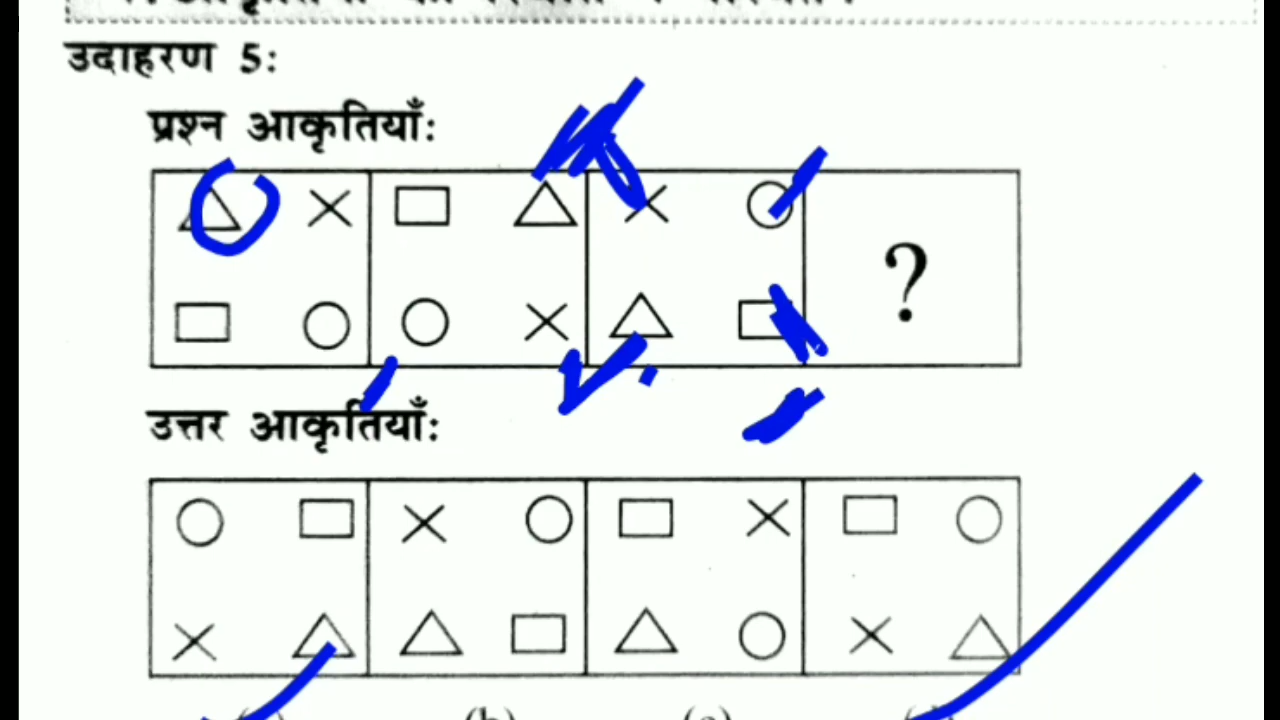 उदाहरण 5:
प्रश्न आकृतियाँ:
?
उत्तर आकृतियाँ:
(b)